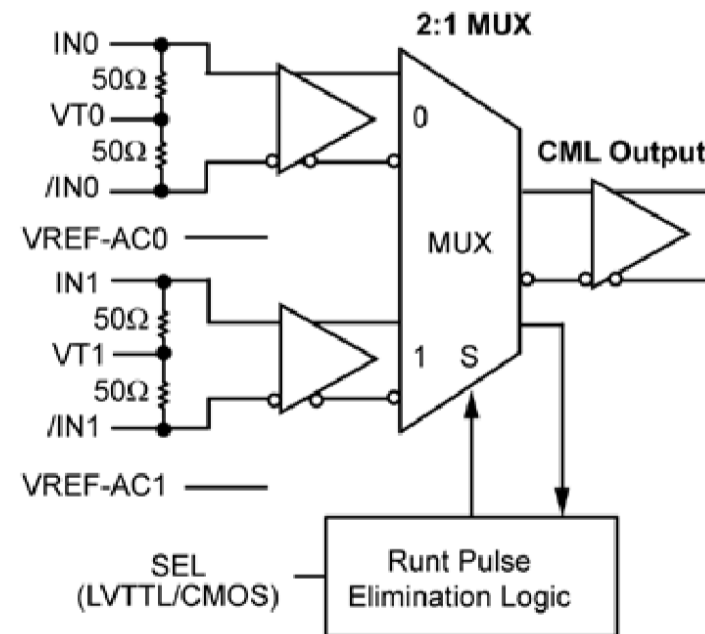 2:1 MUX
IN0
50Ω
VT0
50Ω
/IN0
VREF-AC0
IN1
50Ω
VT1
50Ω
/IN1
VREF-AC1
0
MUX
1 S
CML Output
SEL
(LVTTL/CMOS)
Runt Pulse
Elimination Logic